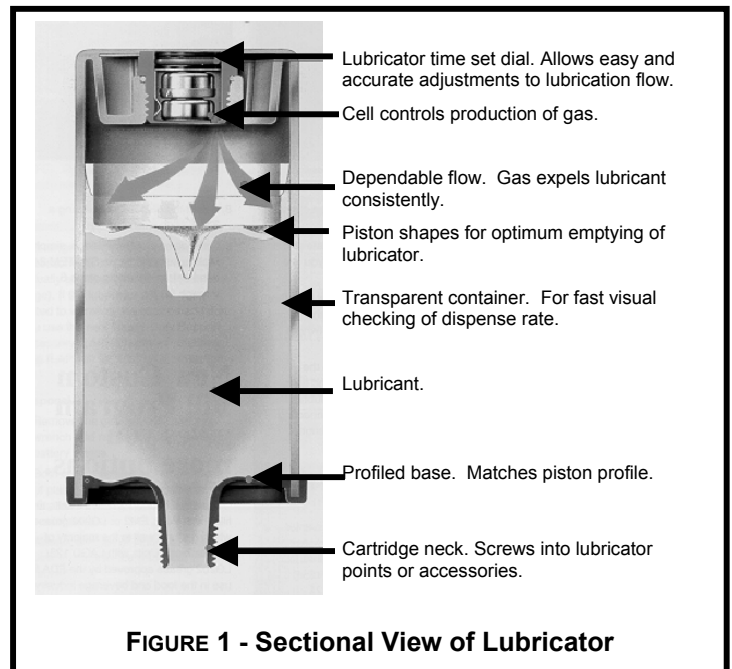 Lubricator time set dial. Allows easy and
accurate adjustments to lubrication flow.
Cell controls production of gas.
Dependable flow. Gas expels lubricant
consistently.
Piston shapes for optimum emptying of
lubricator.
Transparent container. For fast visual
checking of dispense rate.
Lubricant.
Profiled base. Matches piston profile.
Cartridge neck. Screws into lubricator
points or accessories.
FIGURE 1 - Sectional View of Lubricator